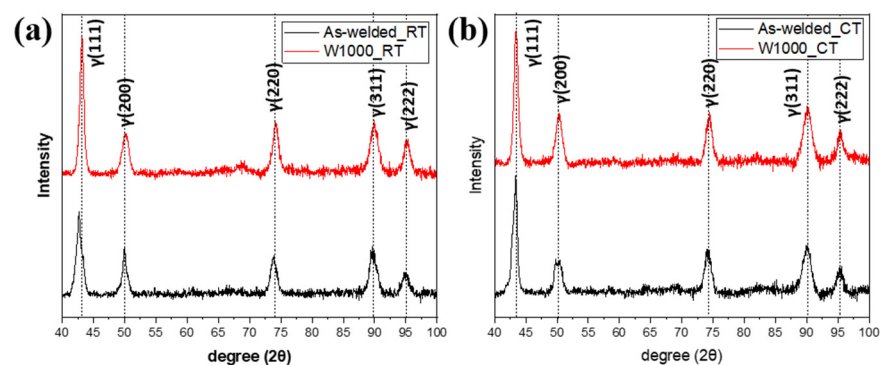 (a)
As-welded_RT
W1000_RT
γ(111)
γ(200)
γ(220)
γ(311)
γ(222)
Intensity
40 45 50 55 60 65 70 75 80 85 90 95 100
degree (2θ)
(b)
As-welded_CT
W1000_CT
γ(111)
γ(200)
γ(220)
γ(311)
γ(222)
Intensity
40 45 50 55 60 65 70 75 80 85 90 95 100
degree (2θ)